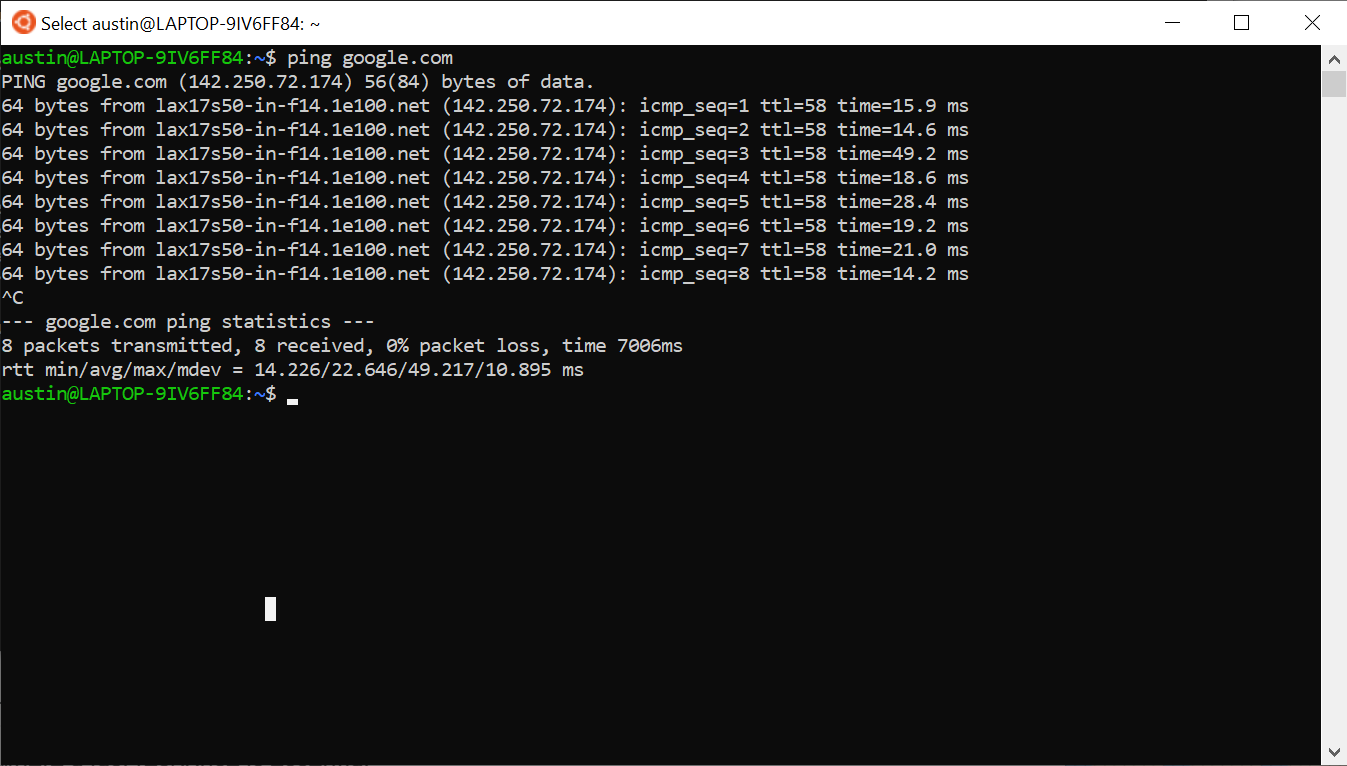 Select austin@LAPTOP-9IV6FF84: ~
austin@LAPTOP-9IV6FF84:~$ ping google.com
PING google.com (142.250.72.174) 56(84) bytes of data.
64 bytes from lax17s50-in-f14.1e100.net (142.250.72.174): icmp_seq=1 ttl=58 time=15.9 ms
64 bytes from lax17s50-in-f14.1e100.net (142.250.72.174): icmp_seq=2 ttl=58 time=14.6 ms
64 bytes from lax17s50-in-f14.1e100.net (142.250.72.174): icmp_seq=3 ttl=58 time=49.2 ms
64 bytes from lax17s50-in-f14.1e100.net (142.250.72.174): icmp_seq=4 ttl=58 time=18.6 ms
64 bytes from lax17s50-in-f14.1e100.net (142.250.72.174): icmp_seq=5 ttl=58 time=28.4 ms
64 bytes from lax17s50-in-f14.1e100.net (142.250.72.174): icmp_seq=6 ttl=58 time=19.2 ms
64 bytes from lax17s50-in-f14.1e100.net (142.250.72.174): icmp_seq=7 ttl=58 time=21.0 ms
64 bytes from lax17s50-in-f14.1e100.net (142.250.72.174): icmp_seq=8 ttl=58 time=14.2 ms
^C
--- google.com ping statistics ---
8 packets transmitted, 8 received, 0% packet loss, time 7006ms
rtt min/avg/max/mdev = 14.226/22.646/49.217/10.895 ms
austin@LAPTOP-9IV6FF84:~$